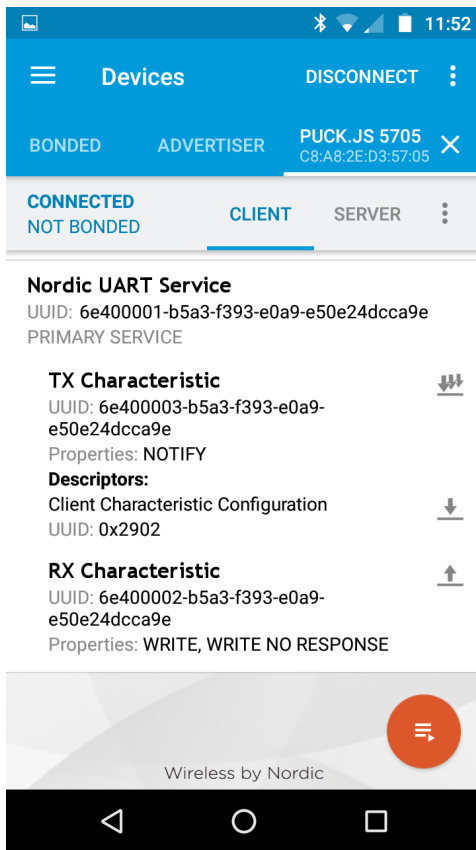 11:52
Devices
DISCONNECT
BONDED
ADVERTISER
PUCK.JS 5705
C8:A8:2E:D3:57:05
CONNECTED
NOT BONDED
CLIENT
SERVER
Nordic UART Service
UUID: 6e400001-b5a3-f393-e0a9-e50e24dcca9e
PRIMARY SERVICE
TX Characteristic
UUID: 6e400003-b5a3-f393-e0a9-
e50e24dcca9e
Properties: NOTIFY
Descriptors:
Client Characteristic Configuration
UUID: 0x2902
RX Characteristic
UUID: 6e400002-b5a3-f393-e0a9-
e50e24dcca9e
Properties: WRITE, WRITE NO RESPONSE
Wireless by Nordic